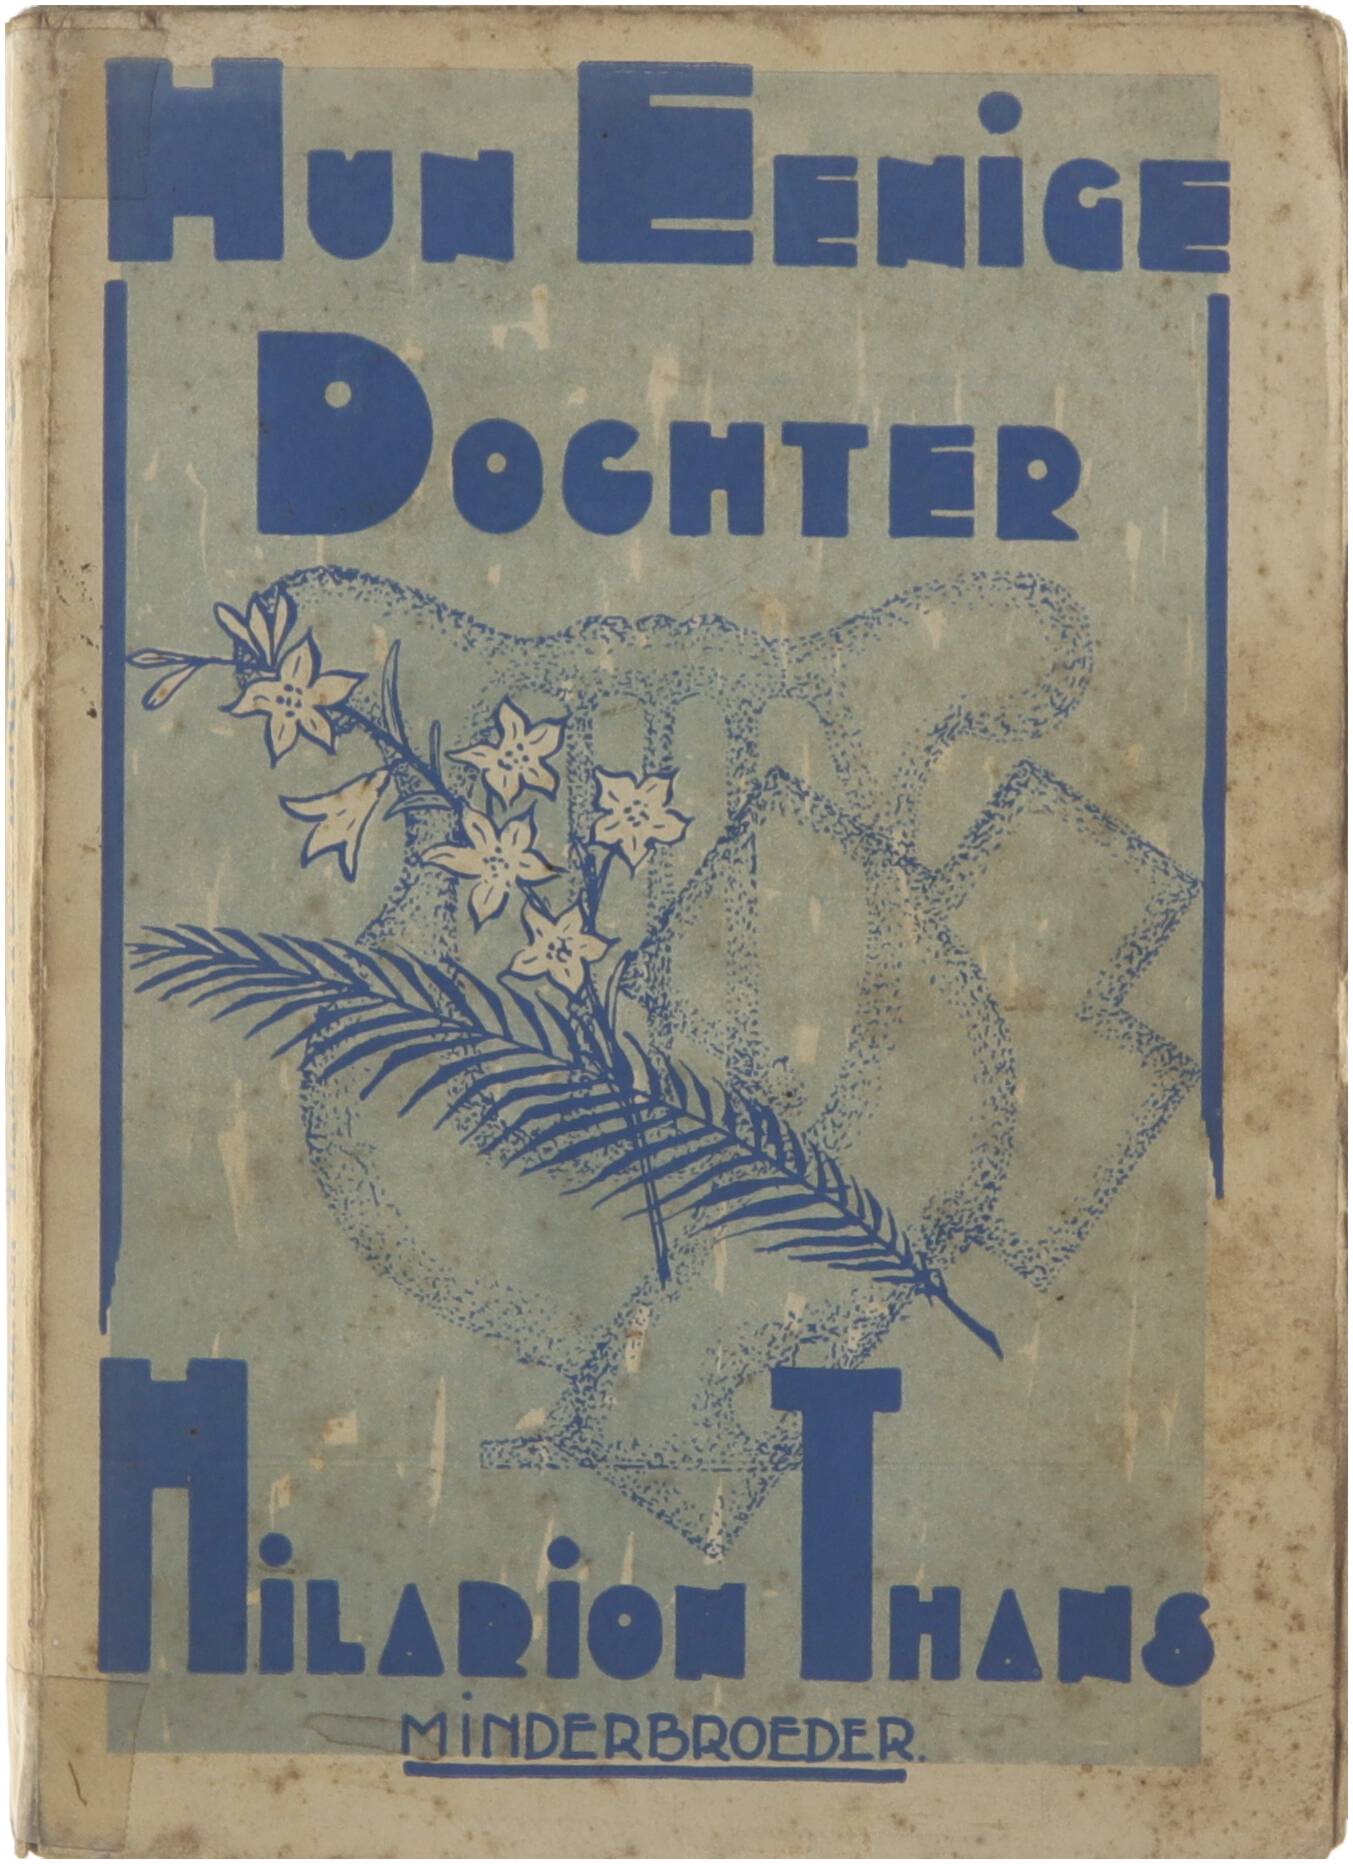 Hun Eenige
Dochter
Hilarion Thans
Minderbroeder.